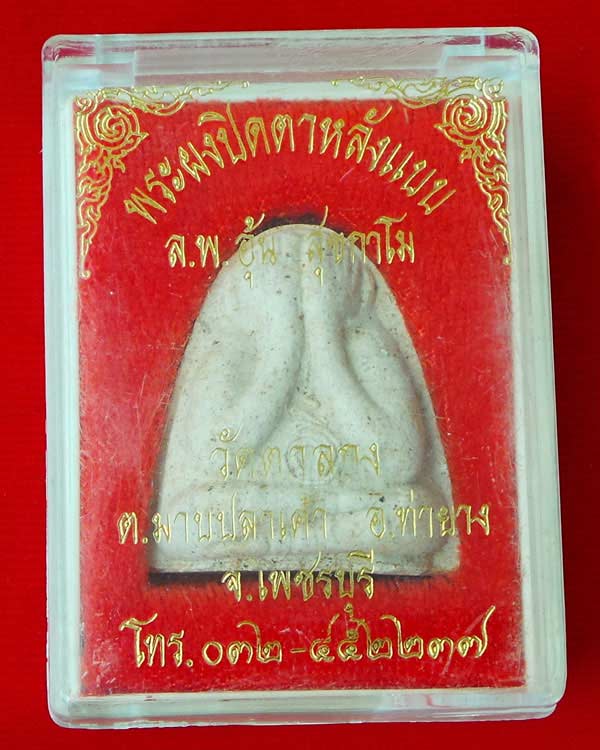 พระผงปิดตาหลังแบบ
ล.พ.อุ้น สุขกาโม
วัดตาลกง
ต.มาบปลาเค้า อ.ท่ายาง
จ.เพชรบุรี
โทร. ๐๓๒-๔๕๒๒๓๗